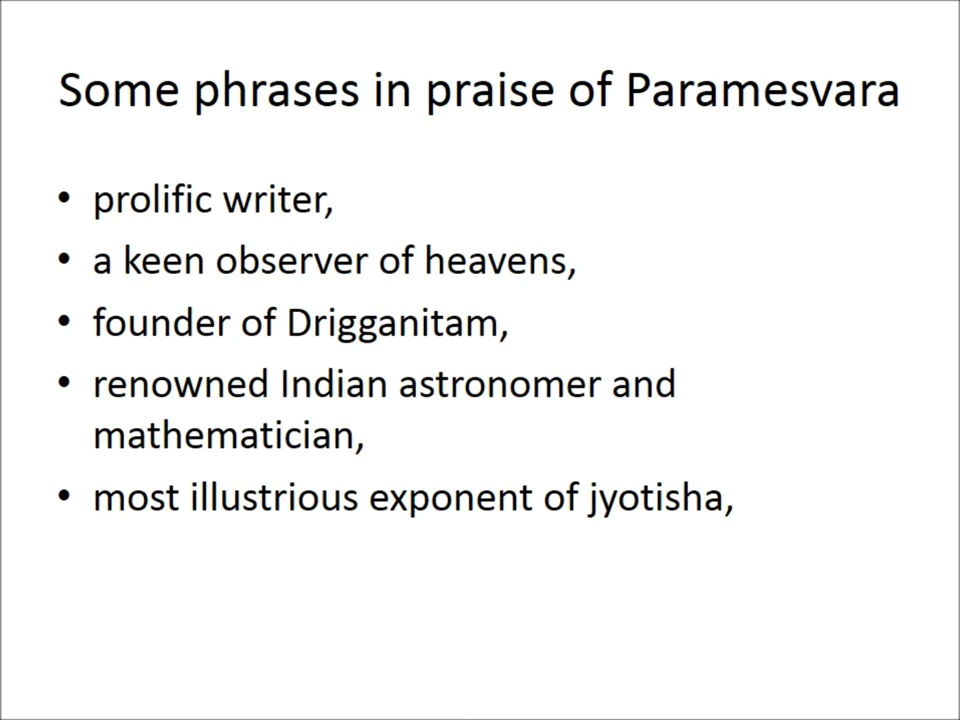 Some phrases in praise of Paramesvara
• prolific writer,
• a keen observer of heavens,
• founder of Drigganitam,
• renowned Indian astronomer and
mathematician,
• most illustrious exponent of jyotisha,